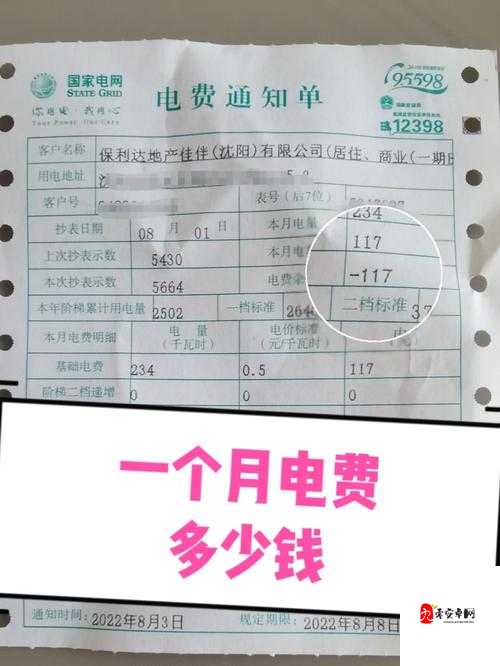 国家电网
STATE GRID
你用电·我用心
Your Power Our Care
电费通知单
95598
12398
客户名称 保利达地产佳伴(沈阳)有限公司(居住、商业(一期
用电地址 沈
客户号 表号(后7位)
抄表日期 08 月 01 日 本月电量 234
上次抄表示数 5430 本月电 117
本次抄表示数 5664 电费余 -117
本年阶梯累计用电量 2502 一档标准 264 二档标准 37
本月电费明细 电 量 (千瓦时) 电价标准 (元/千瓦时)
基础电费 234 0.5 117
阶梯二档递增 0 0 0
一个月电费
多少钱
通知时间: 2022年8月3日 规定期限: 2022年8月8日
零安卓网